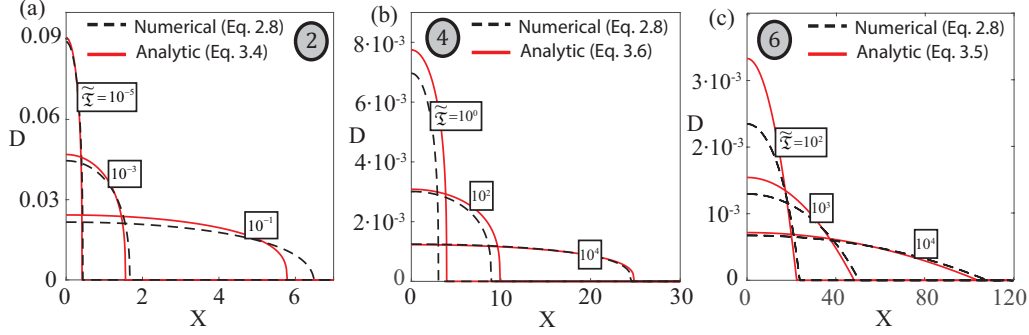 (a)
Numerical (Eq. 2.8)
Analytic (Eq. 3.4)
2
0.09
0.06
0.03
0
D
𝔗̃ = 10⁻⁵
10⁻³
10⁻¹
0 2 4 6
X
(b)
Numerical (Eq. 2.8)
Analytic (Eq. 3.6)
4
8·10⁻³
6·10⁻³
4·10⁻³
2·10⁻³
0
D
𝔗̃ = 10⁰
10²
10⁴
0 10 20 30
X
(c)
Numerical (Eq. 2.8)
Analytic (Eq. 3.5)
6
3·10⁻³
2·10⁻³
1·10⁻³
0
D
𝔗̃ = 10²
10³
10⁴
0 40 80 120
X